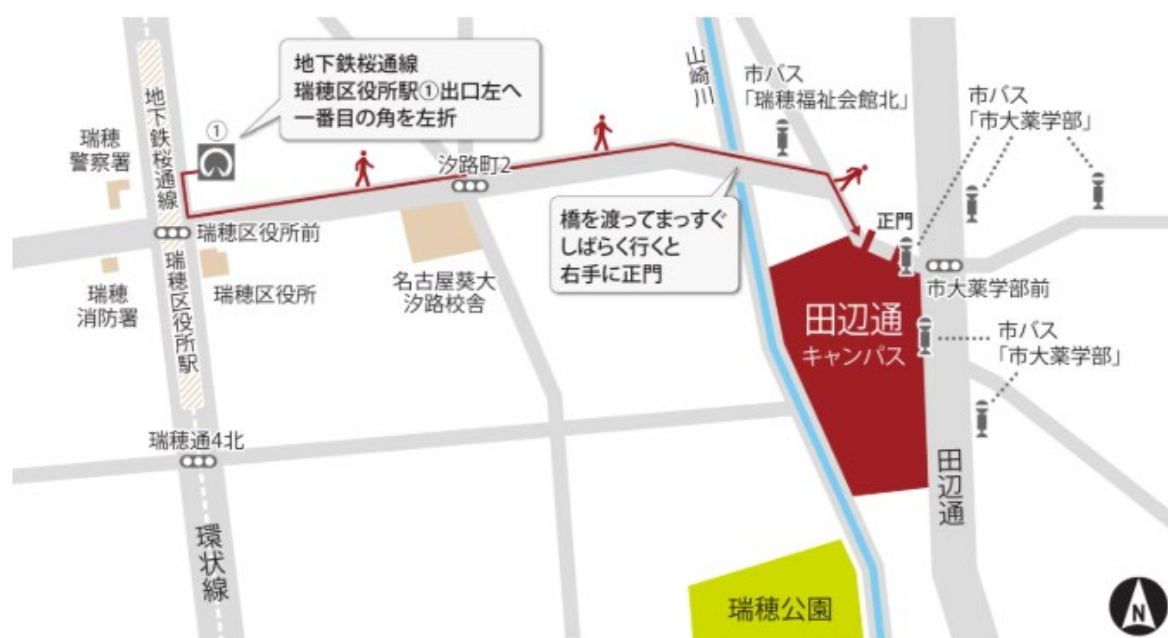 地下鉄桜通線
瑞穂区役所駅①出口左へ
一番目の角を左折
山崎川
市バス
「瑞穂福祉会館北」
市バス
「市大薬学部」
地下鉄桜通線
①
瑞穂
警察署
汐路町2
橋を渡ってまっすぐ
しばらく行くと
右手に正門
正門
瑞穂区役所前
瑞穂区役所駅
瑞穂
消防署
瑞穂区役所
名古屋葵大
汐路校舎
市大薬学部前
田辺通
キャンパス
市バス
「市大薬学部」
瑞穂通4北
田辺通
環状線
瑞穂公園
N